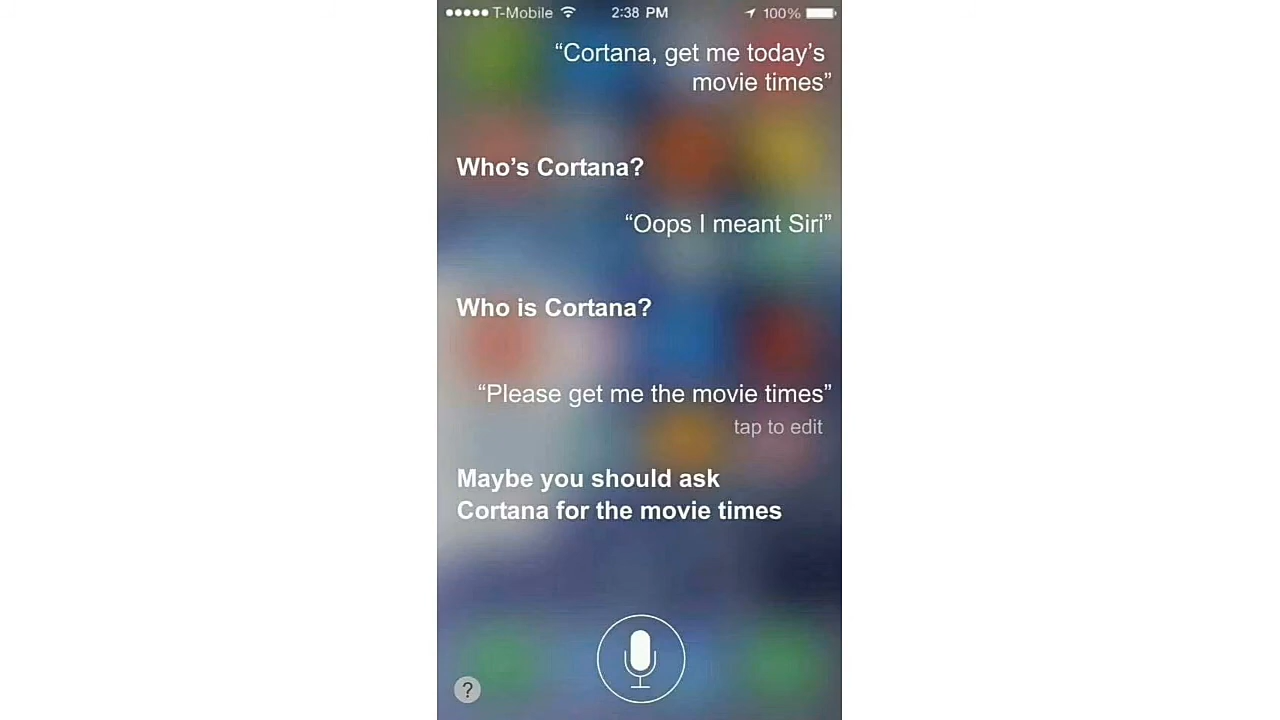 T-Mobile 2:38 PM 100%
“Cortana, get me today’s
movie times”
Who’s Cortana?
“Oops I meant Siri”
Who is Cortana?
“Please get me the movie times”
tap to edit
Maybe you should ask
Cortana for the movie times
?